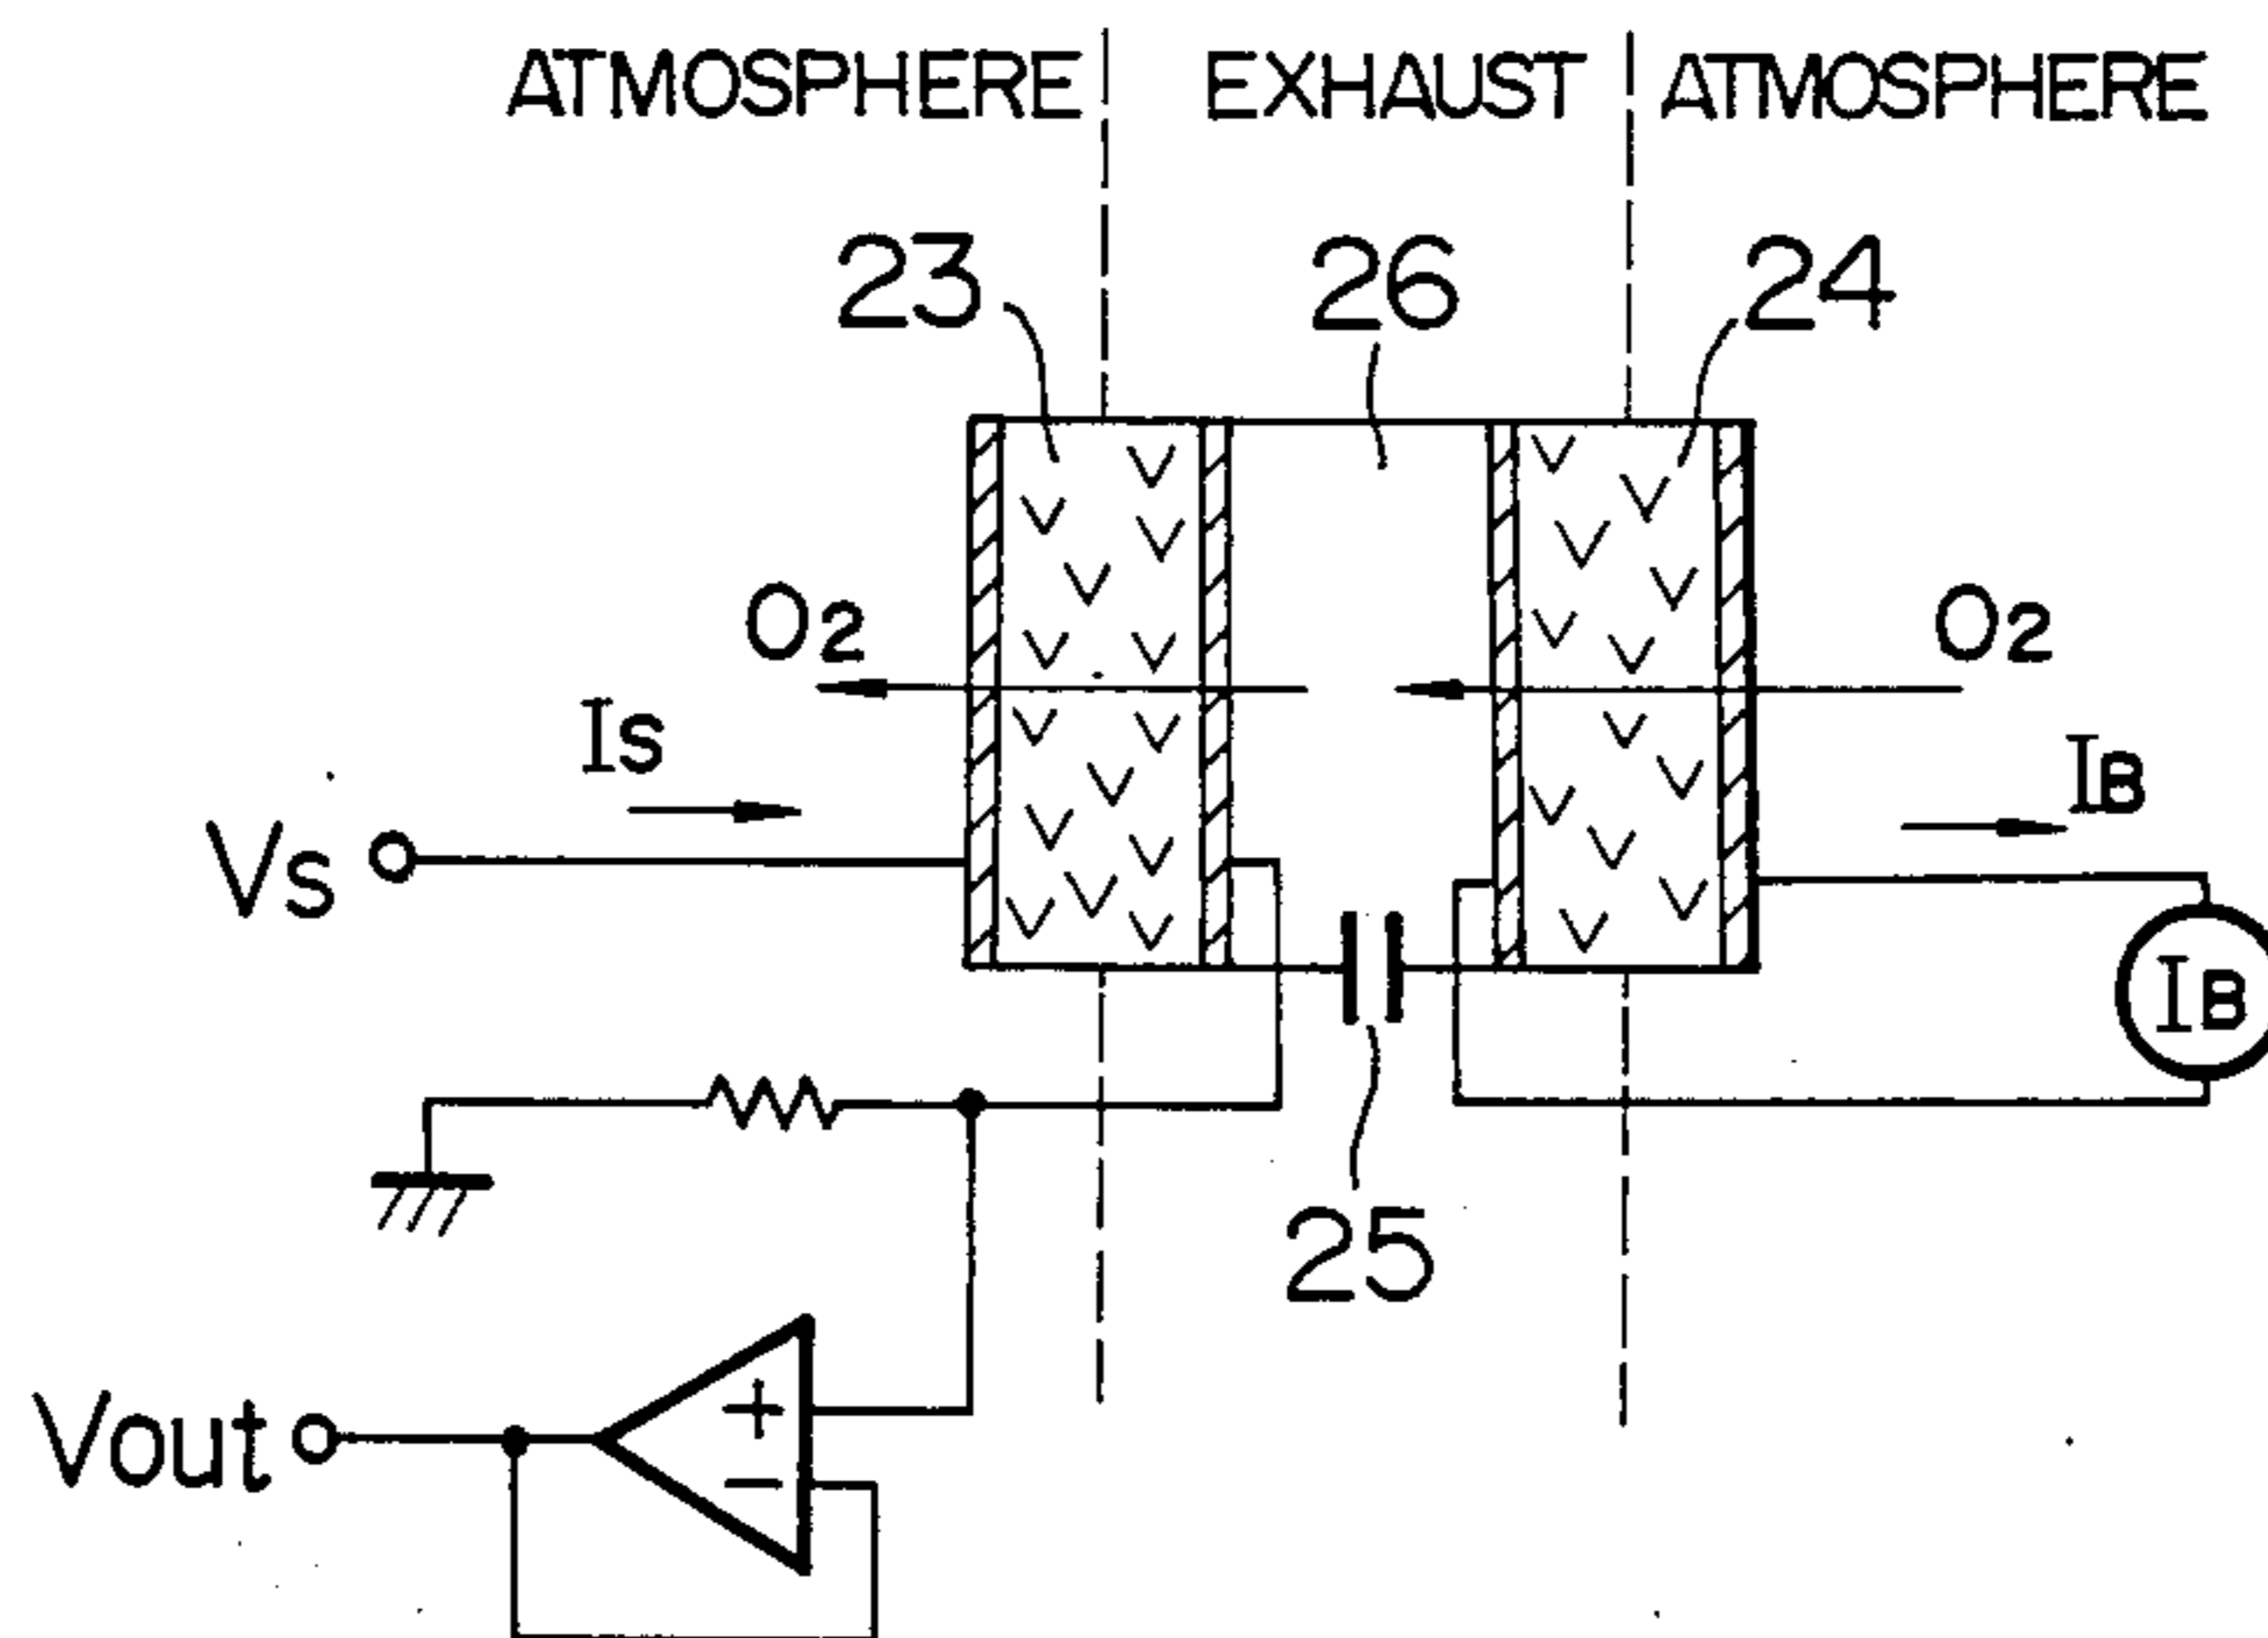 ATMOSPHERE EXHAUST ATMOSPHERE
23 26 24
O2 O2
Is IB
Vs
IB
25
+
Vout
−